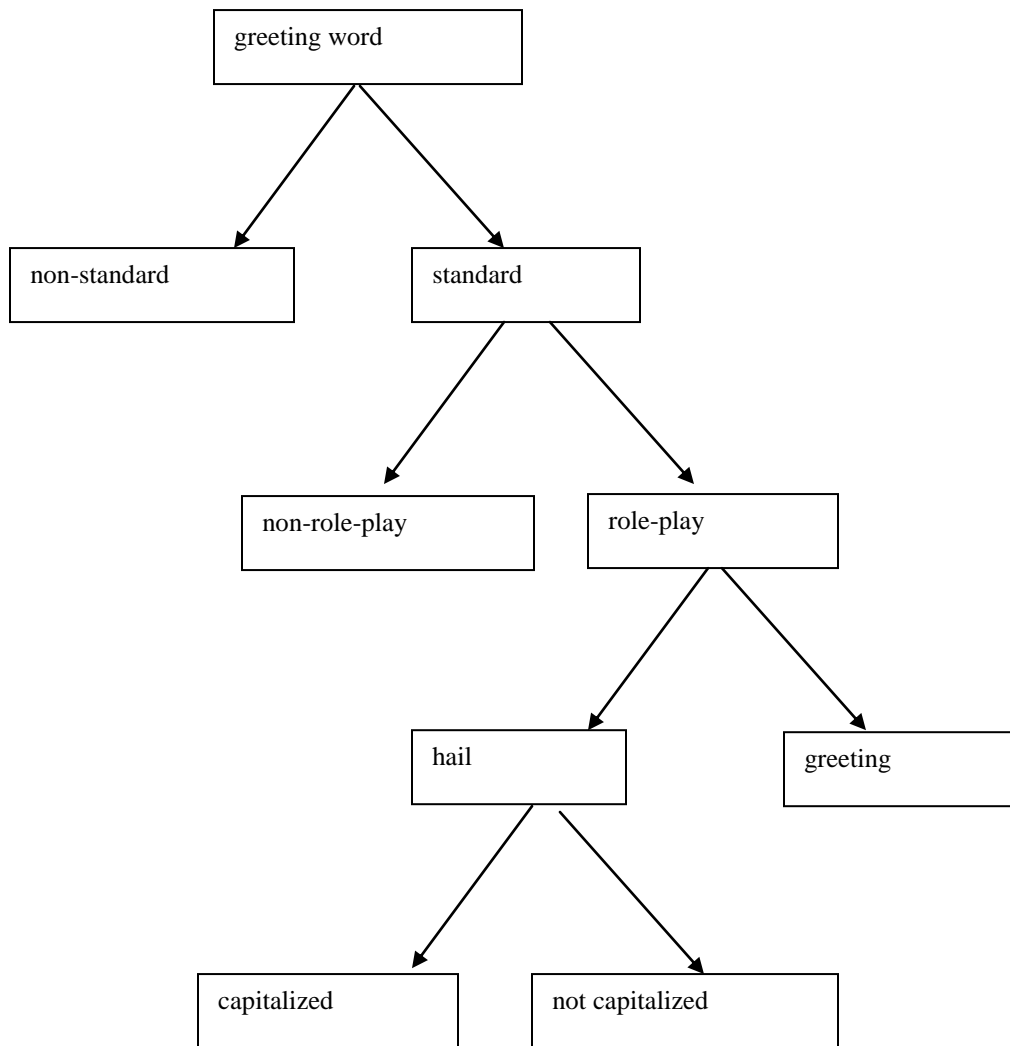 greeting word
non-standard
standard
non-role-play
role-play
hail
greeting
capitalized
not capitalized